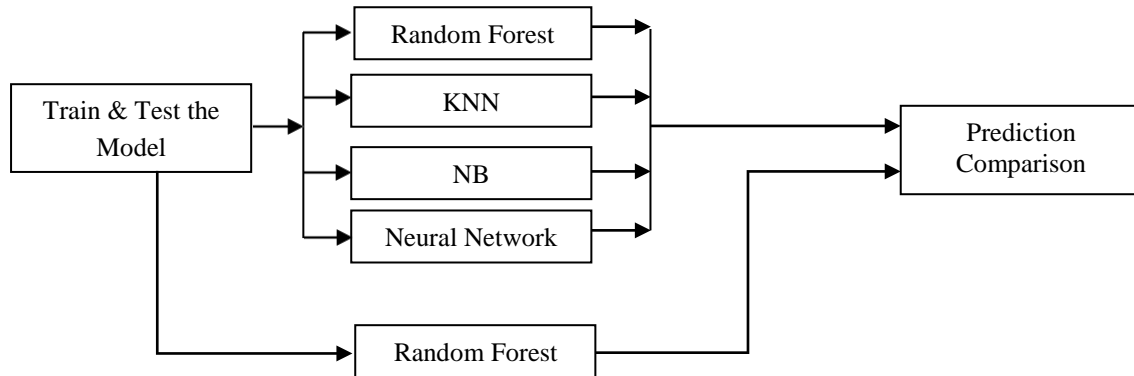 Random Forest
KNN
Train & Test the
Model
NB
Neural Network
Prediction
Comparison
Random Forest